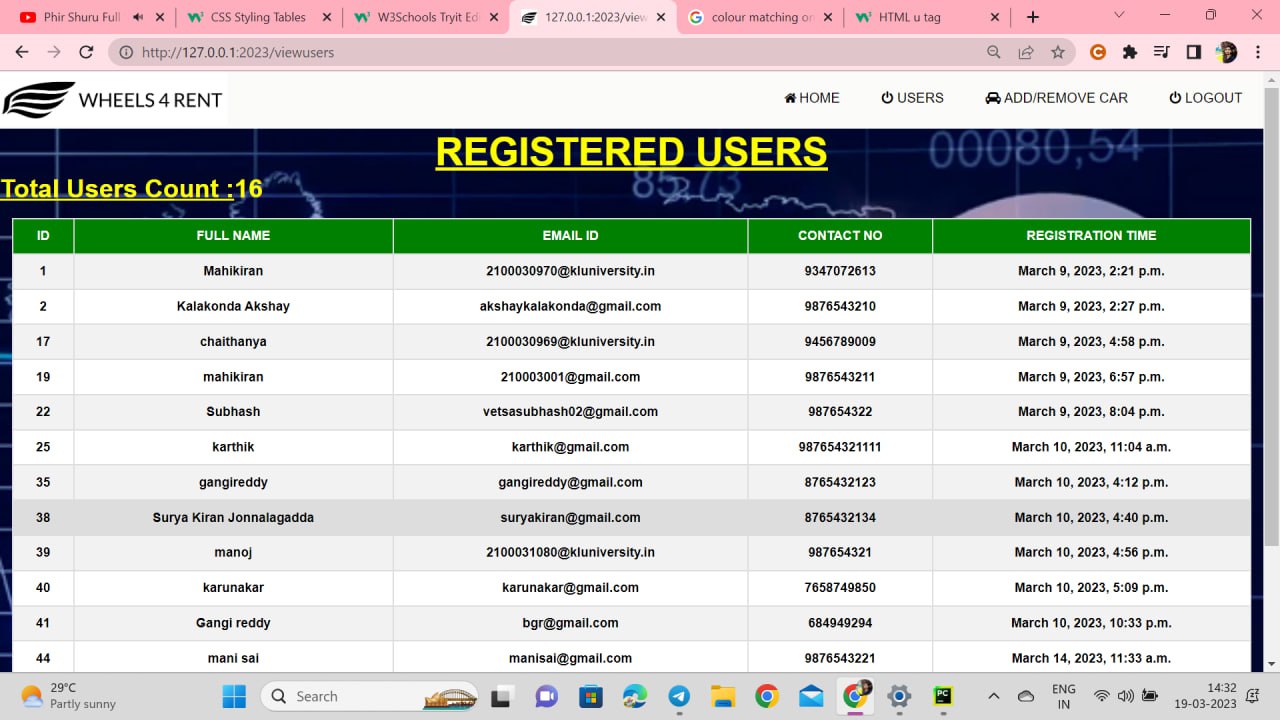 Phir Shuru Full
CSS Styling Tables
W3Schools Tryit Ed
127.0.0.1:2023/view
colour matching on
HTML u tag
http://127.0.0.1:2023/viewusers
WHEELS 4 RENT
HOME USERS ADD/REMOVE CAR LOGOUT
00080,54
REGISTERED USERS
85,73
Total Users Count :16
ID FULL NAME EMAIL ID CONTACT NO REGISTRATION TIME
1 Mahikiran 2100030970@kluniversity.in 9347072613 March 9, 2023, 2:21 p.m.
2 Kalakonda Akshay akshaykalakonda@gmail.com 9876543210 March 9, 2023, 2:27 p.m.
17 chaithanya 2100030969@kluniversity.in 9456789009 March 9, 2023, 4:58 p.m.
19 mahikiran 210003001@gmail.com 9876543211 March 9, 2023, 6:57 p.m.
22 Subhash vetsasubhash02@gmail.com 987654322 March 9, 2023, 8:04 p.m.
25 karthik karthik@gmail.com 987654321111 March 10, 2023, 11:04 a.m.
35 gangireddy gangireddy@gmail.com 8765432123 March 10, 2023, 4:12 p.m.
38 Surya Kiran Jonnalagadda suryakiran@gmail.com 8765432134 March 10, 2023, 4:40 p.m.
39 manoj 2100031080@kluniversity.in 987654321 March 10, 2023, 4:56 p.m.
40 karunakar karunakar@gmail.com 7658749850 March 10, 2023, 5:09 p.m.
41 Gangi reddy bgr@gmail.com 684949294 March 10, 2023, 10:33 p.m.
44 mani sai manisai@gmail.com 9876543221 March 14, 2023, 11:33 a.m.
29°C
Partly sunny
Search
PC
ENG
IN
14:32
19-03-2023